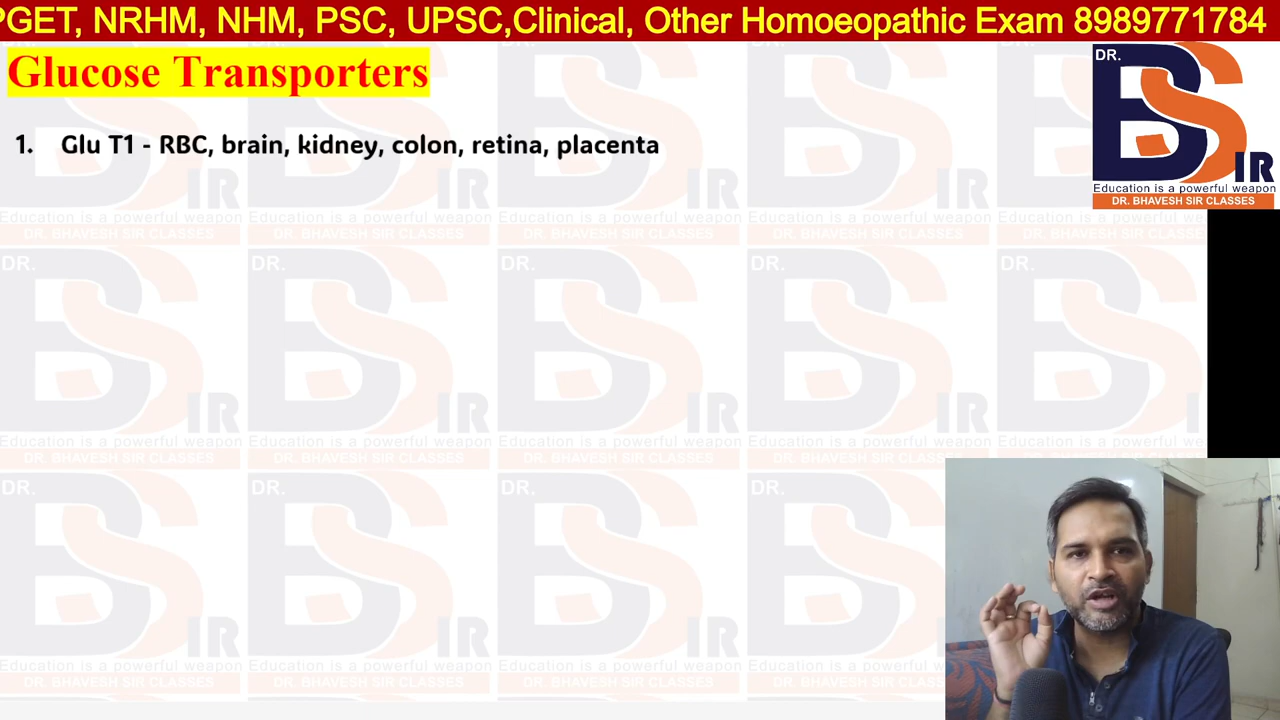 PGET, NRHM, NHM, PSC, UPSC,Clinical, Other Homoeopathic Exam 8989771784
Glucose Transporters
1. Glu T1 - RBC, brain, kidney, colon, retina, placenta
DR.
BS
IR
Education is a powerful weapon
DR. BHAVESH SIR CLASSES